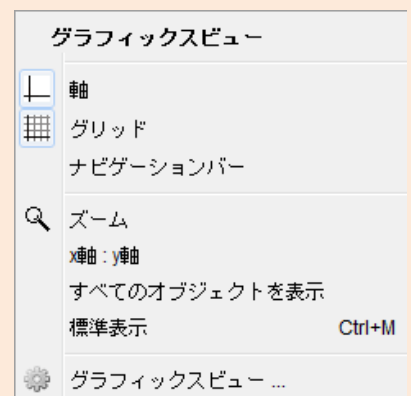 グラフィックスビュー
軸
グリッド
ナビゲーションバー
ズーム
x軸 : y軸
すべてのオブジェクトを表示
標準表示 Ctrl+M
グラフィックスビュー ...